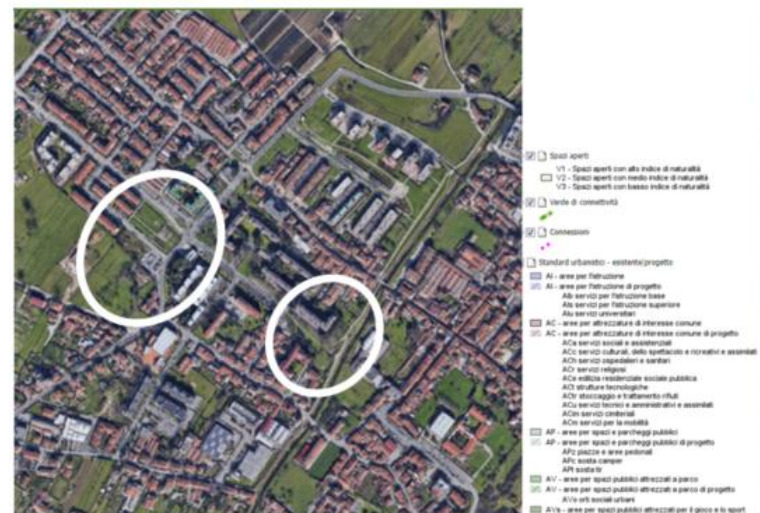 Spazi aperti
V1 - Spazi aperti con alto indice di naturalità
V2 - Spazi aperti con medio indice di naturalità
V3 - Spazi aperti con basso indice di naturalità
Verde di connettività
Connessioni
Standard urbanistici - esistente/progetto
AI - aree per l'istruzione
AI - aree per l'istruzione di progetto
AIb servizi per l'istruzione base
AIs servizi per l'istruzione superiore
AIu servizi universitari
AC - aree per attrezzature di interesse comune
AC - aree per attrezzature di interesse comune di progetto
ACa servizi sociali e assistenziali
ACc servizi culturali, dello spettacolo e ricreativi e assimilati
ACh servizi ospedalieri e sanitari
ACr servizi religiosi
ACe edilizia residenziale sociale pubblica
ACt strutture tecnologiche
ACtr stoccaggio e trattamento rifiuti
ACu servizi tecnici e amministrativi e assimilati
ACim servizi cimiteriali
ACm servizi per la mobilità
AP - aree per spazi e parcheggi pubblici
AP - aree per spazi e parcheggi pubblici di progetto
APz piazze e aree pedonali
APc sosta camper
APt sosta tir
AV - aree per spazi pubblici attrezzati a parco
AV - aree per spazi pubblici attrezzati a parco di progetto
AVo orti sociali urbani
AVs - aree per spazi pubblici attrezzati per il gioco e lo sport